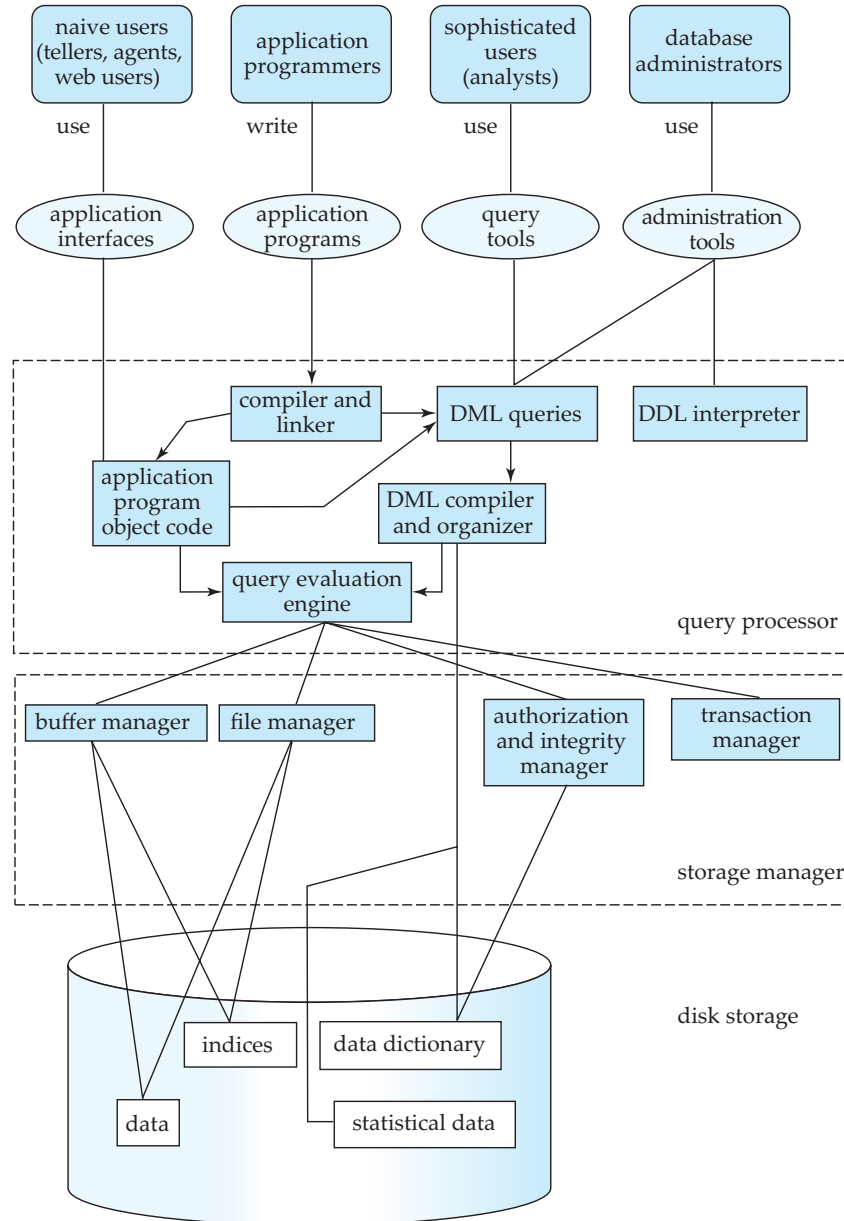 naive users
(tellers, agents,
web users)
application
programmers
sophisticated
users
(analysts)
database
administrators
use
write
use
use
application
interfaces
application
programs
query
tools
administration
tools
compiler and
linker
DML queries
DDL interpreter
application
program
object code
DML compiler
and organizer
query evaluation
engine
query processor
buffer manager
file manager
authorization
and integrity
manager
transaction
manager
storage manager
disk storage
indices
data dictionary
data
statistical data